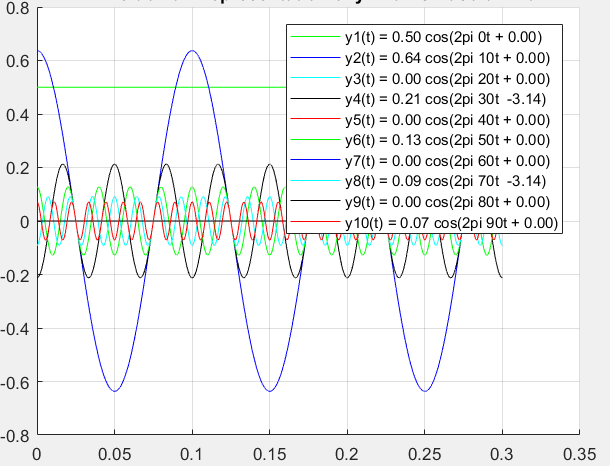 0.8
0.6
0.4
0.2
0
-0.2
-0.4
-0.6
-0.8
y1(t) = 0.50 cos(2pi 0t + 0.00)
y2(t) = 0.64 cos(2pi 10t + 0.00)
y3(t) = 0.00 cos(2pi 20t + 0.00)
y4(t) = 0.21 cos(2pi 30t -3.14)
y5(t) = 0.00 cos(2pi 40t + 0.00)
y6(t) = 0.13 cos(2pi 50t + 0.00)
y7(t) = 0.00 cos(2pi 60t + 0.00)
y8(t) = 0.09 cos(2pi 70t -3.14)
y9(t) = 0.00 cos(2pi 80t + 0.00)
y10(t) = 0.07 cos(2pi 90t + 0.00)
0 0.05 0.1 0.15 0.2 0.25 0.3 0.35